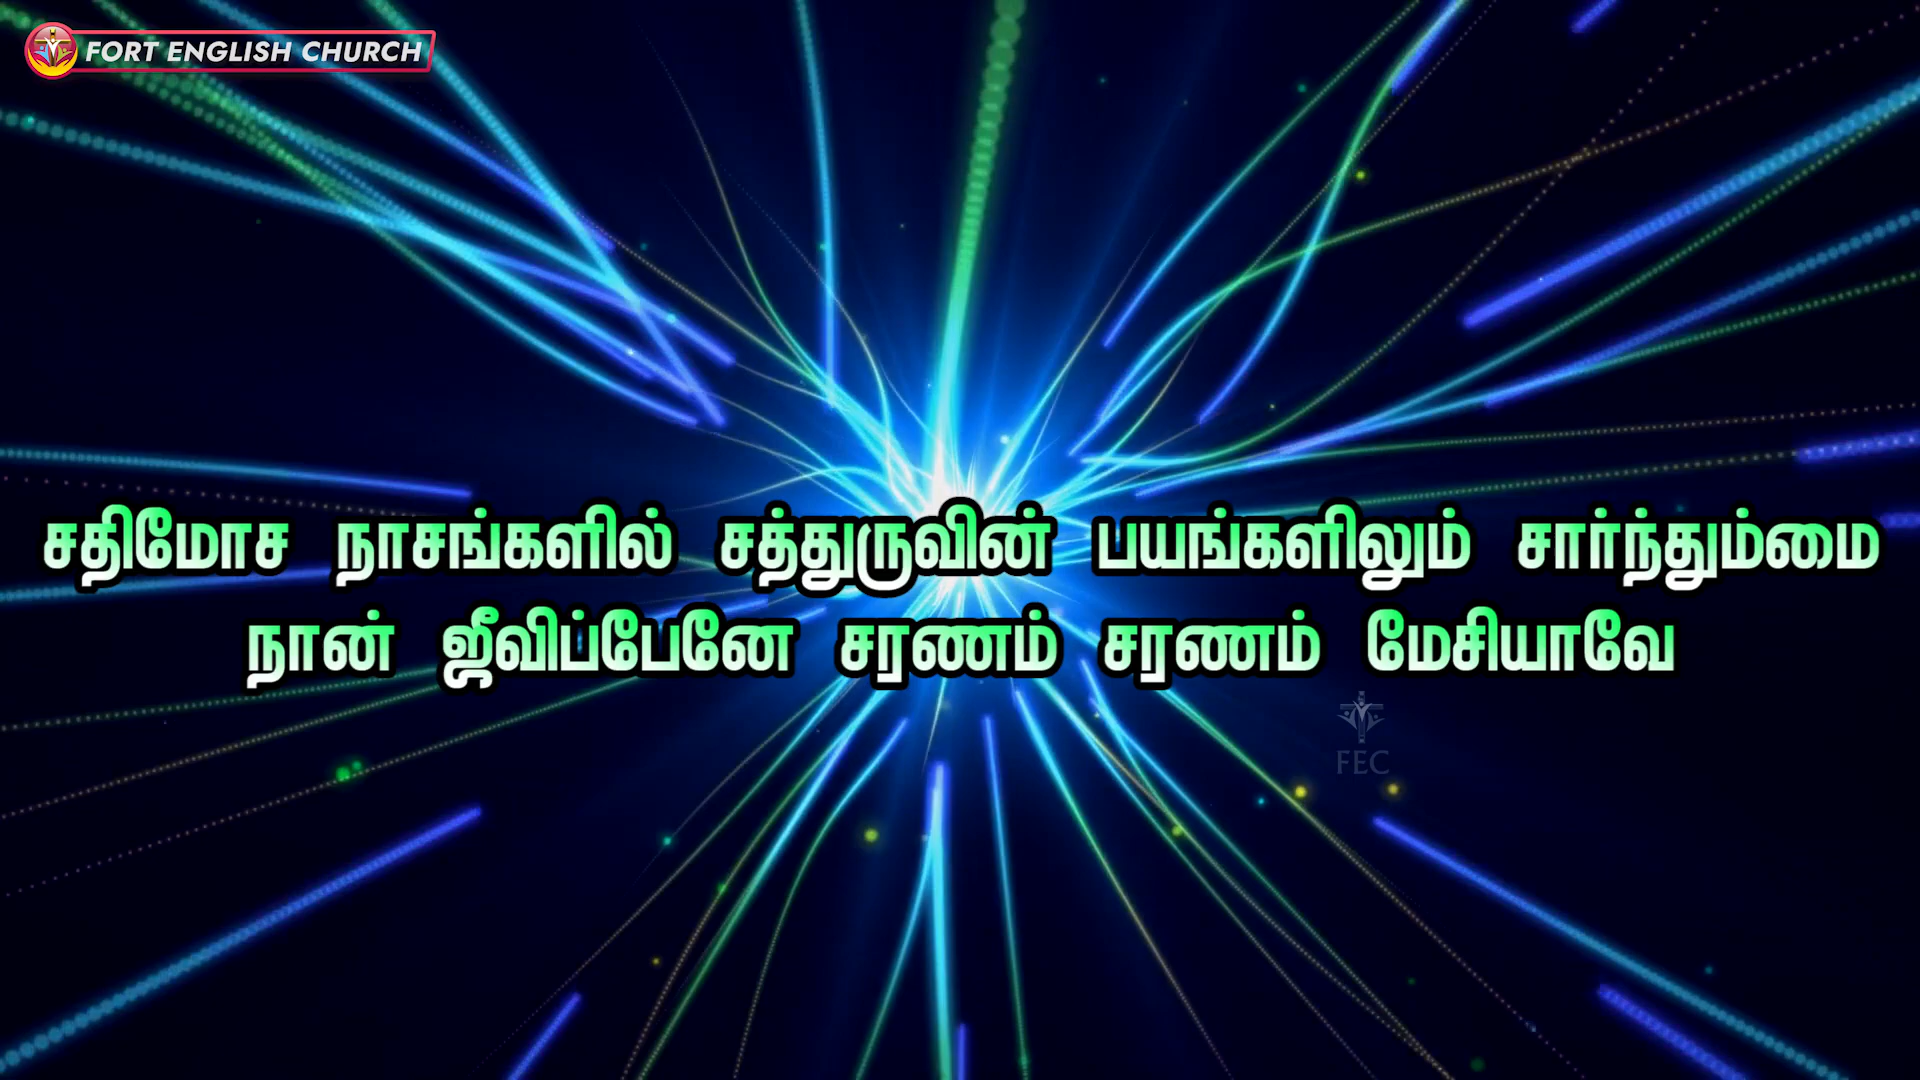 FORT ENGLISH CHURCH
சதிமோச நாசங்களில் சத்துருவின் பயங்களிலும் சார்ந்தும்மை
நான் ஜீவிப்பேனே சரணம் சரணம் மேசியாவே
FEC